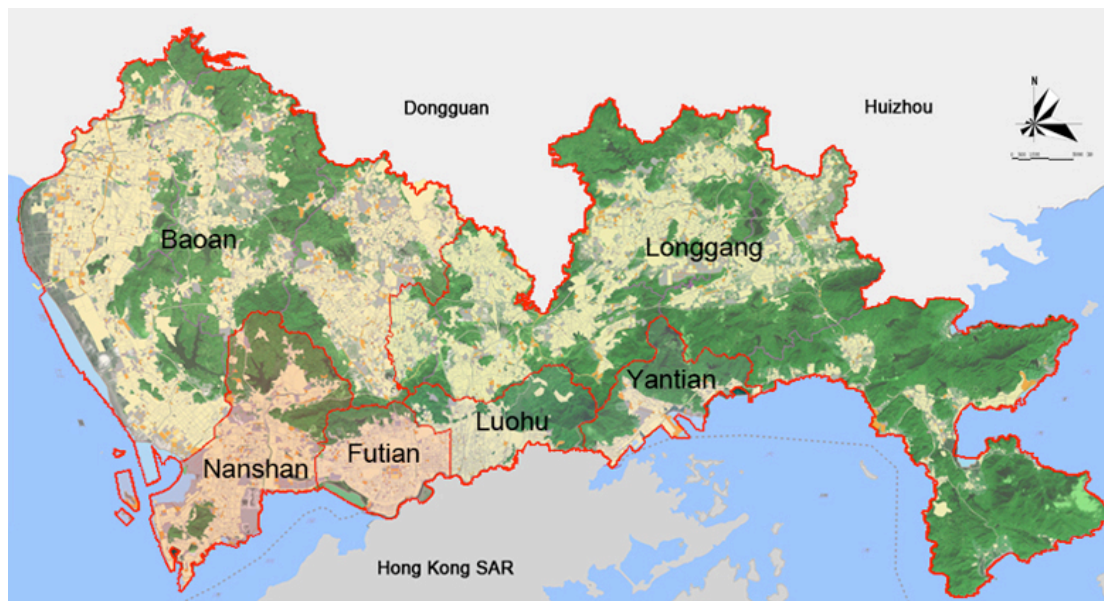 N
Dongguan
Huizhou
Baoan
Longgang
Yantian
Luohu
Futian
Nanshan
Hong Kong SAR